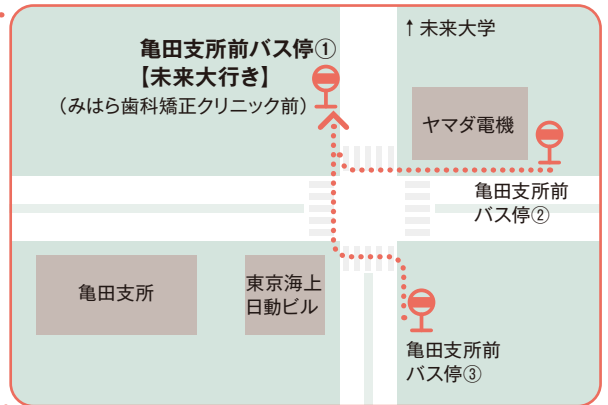 亀田支所前バス停①
【未来大行き】
（みはら歯科矯正クリニック前）
↑未来大学
ヤマダ電機
亀田支所前
バス停②
亀田支所
東京海上
日動ビル
亀田支所前
バス停③